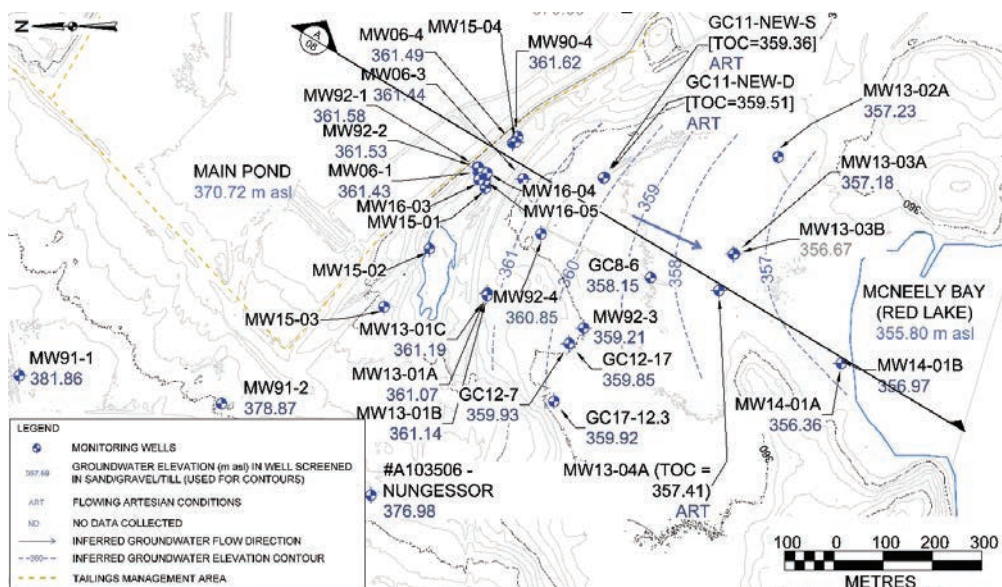 N
A
08
MW15-04
MW06-4
361.49
MW90-4
361.62
GC11-NEW-S
[TOC=359.36]
ART
MW06-3
361.44
GC11-NEW-D
[TOC=359.51]
ART
MW13-02A
357.23
MW92-1
361.58
MW92-2
361.53
MAIN POND
370.72 m asl
MW06-1
361.43
MW16-04
MW16-03
MW16-05
MW15-01
MW13-03A
357.18
MW13-03B
356.67
360
359
358
357
361
360
MW15-02
GC8-6
358.15
MCNEELY BAY
(RED LAKE)
355.80 m asl
MW92-4
360.85
MW15-03
MW13-01C
361.19
MW92-3
359.21
MW91-1
381.86
MW13-01A
361.07
GC12-17
359.85
MW14-01B
356.97
MW91-2
378.87
GC12-7
359.93
MW13-01B
361.14
GC17-12.3
359.92
MW14-01A
356.36
360
#A103506 -
NUNGESSOR
376.98
MW13-04A (TOC =
357.41)
ART
LEGEND
MONITORING WELLS
GROUNDWATER ELEVATION (m asl) IN WELL SCREENED
IN SAND/GRAVEL/TILL (USED FOR CONTOURS)
ART FLOWING ARTESIAN CONDITIONS
ND NO DATA COLLECTED
INFERRED GROUNDWATER FLOW DIRECTION
360 INFERRED GROUNDWATER ELEVATION CONTOUR
TAILINGS MANAGEMENT AREA
100 0 100 200 300
METRES